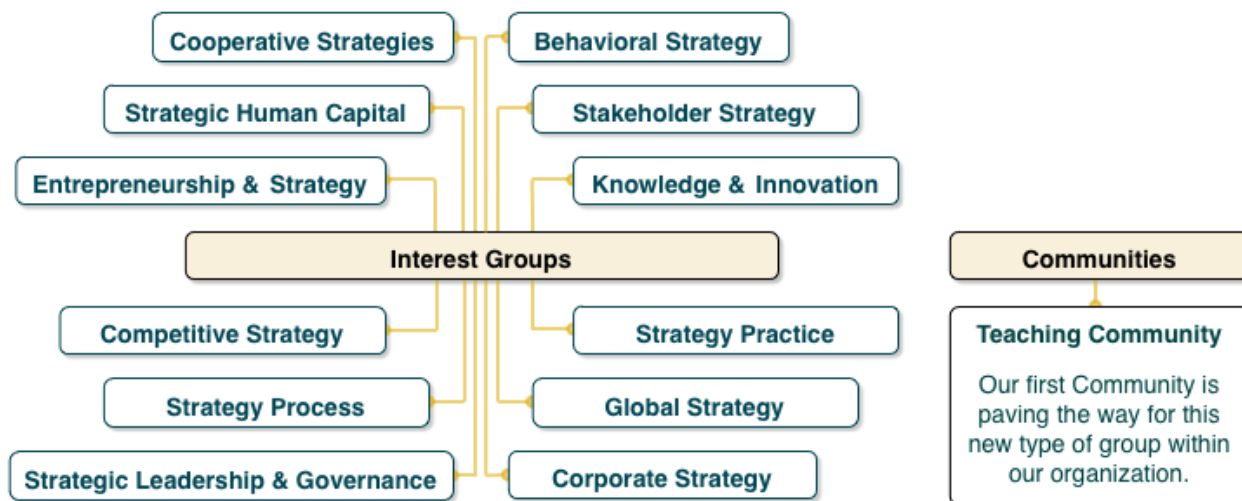 Cooperative Strategies
Behavioral Strategy
Strategic Human Capital
Stakeholder Strategy
Entrepreneurship & Strategy
Knowledge & Innovation
Interest Groups
Communities
Competitive Strategy
Strategy Practice
Strategy Process
Global Strategy
Strategic Leadership & Governance
Corporate Strategy
Teaching Community
Our first Community is
paving the way for this
new type of group within
our organization.